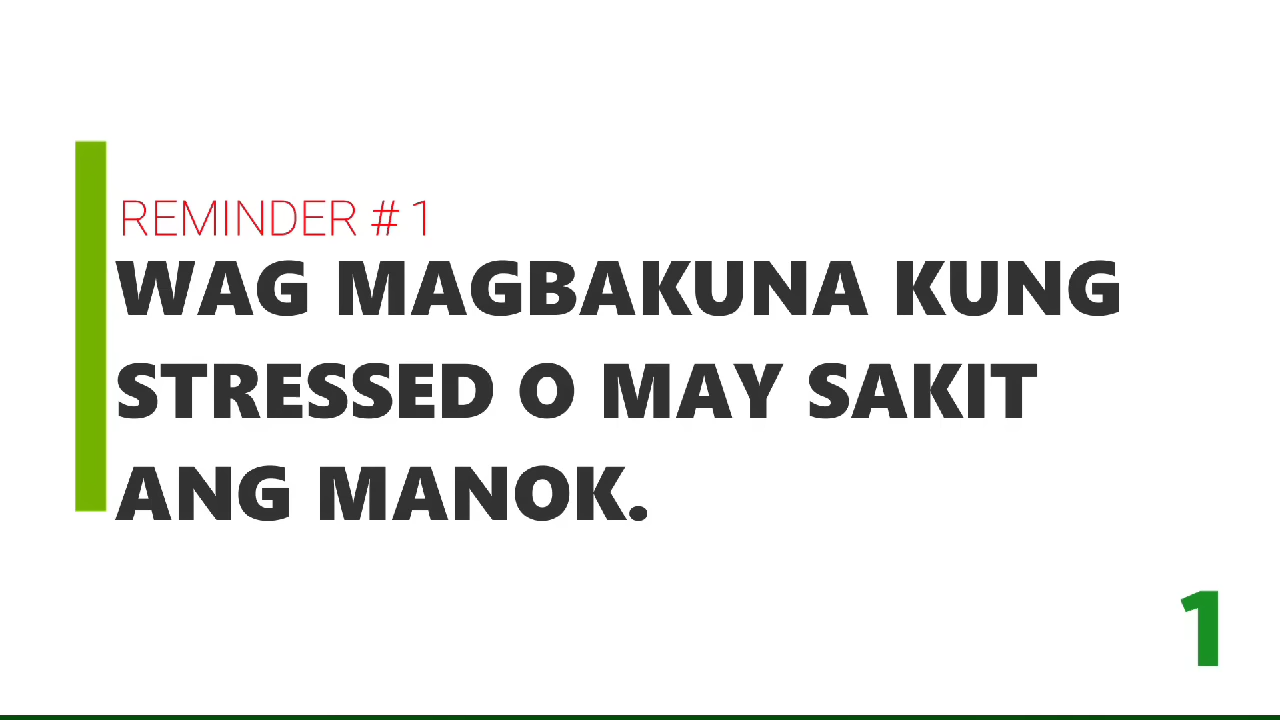 REMINDER # 1
WAG MAGBAKUNA KUNG
STRESSED O MAY SAKIT
ANG MANOK.
1